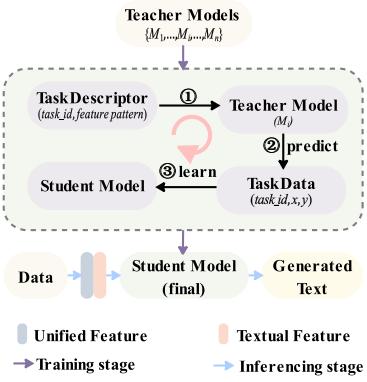 Teacher Models
{M1,...,Mi,...,Mn}
TaskDescriptor
(task_id, feature pattern)
①
Teacher Model
(Mi)
② predict
③ learn
Student Model
TaskData
(task_id,x,y)
Data
Student Model
(final)
Generated
Text
Unified Feature
Textual Feature
Training stage
Inferencing stage